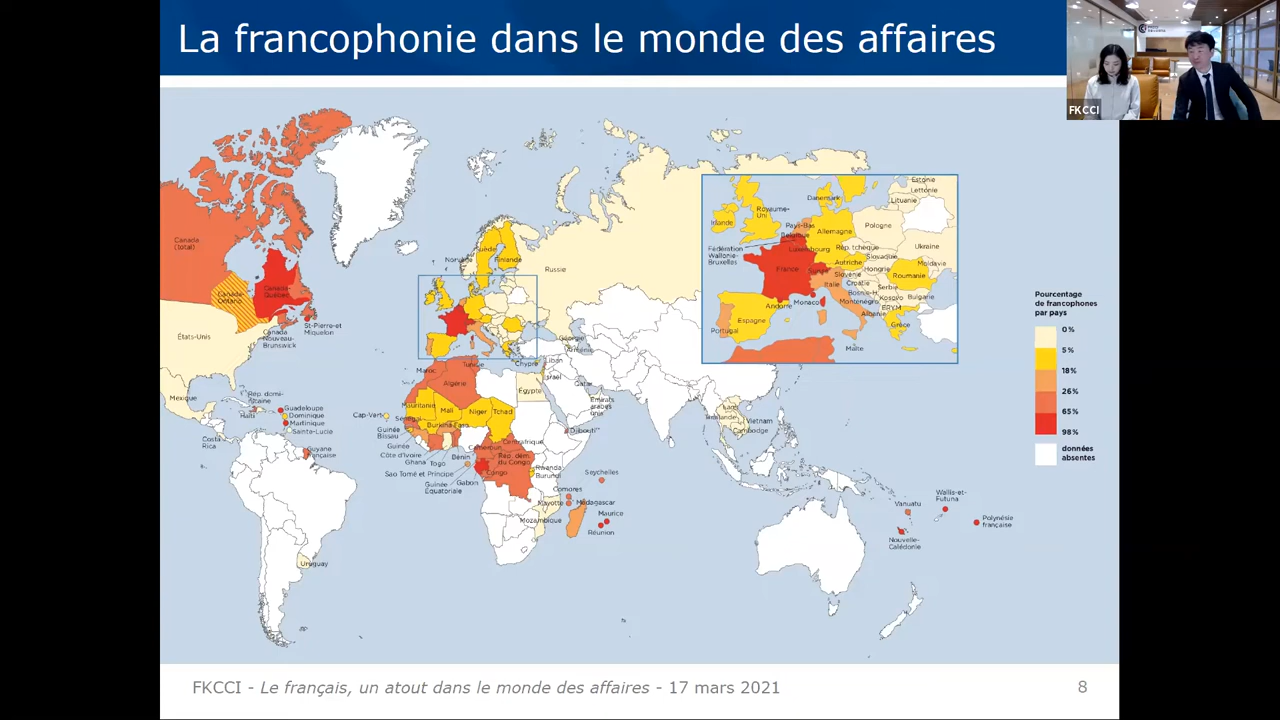 La francophonie dans le monde des affaires
FKCCI
Canada
(total)
Canada-
Ontario
Canada-
Québec
St-Pierre-et
Miquelon
Canada
Nouveau-
Brunswick
États-Unis
Mexique
Rép. domi-
nicaine
Haïti
Guadeloupe
Dominique
Martinique
Sainte-Lucie
Costa
Rica
Guyane
française
Uruguay
Norvège
Suède
Finlande
Russie
Géorgie
Arménie
Chypre
Liban
Israël
Qatar
Émirats
arabes
unis
Maroc
Tunisie
Algérie
Égypte
Mauritanie
Mali
Niger
Tchad
Cap-Vert
Sénégal
Burkina Faso
Guinée
Bissau
Guinée
Côte d'Ivoire
Ghana
Togo
Bénin
Cameroun
Centrafrique
Sao Tomé et Principe
Guinée
Équatoriale
Gabon
Congo
Rép. dém.
du Congo
Rwanda
Burundi
Djibouti
Seychelles
Comores
Mayotte
Madagascar
Maurice
Réunion
Mozambique
Laos
Thaïlande
Vietnam
Cambodge
Vanuatu
Wallis-et-
Futuna
Polynésie
française
Nouvelle-
Calédonie
Estonie
Lettonie
Lituanie
Danemark
Royaume-
Uni
Irlande
Pays-Bas
Belgique
Allemagne
Pologne
Fédération
Wallonie-
Bruxelles
Luxembourg
Rép. tchèque
Slovaquie
Ukraine
Moldavie
France
Suisse
Autriche
Hongrie
Slovénie
Roumanie
Italie
Croatie
Serbie
Bosnie-H.
Andorre
Monaco
Monténégro
Kosovo
Bulgarie
ERYM
Albanie
Espagne
Portugal
Grèce
Malte
Pourcentage
de francophones
par pays
0 %
5 %
18%
26%
65%
98%
données
absentes
FKCCI - Le français, un atout dans le monde des affaires - 17 mars 2021
8